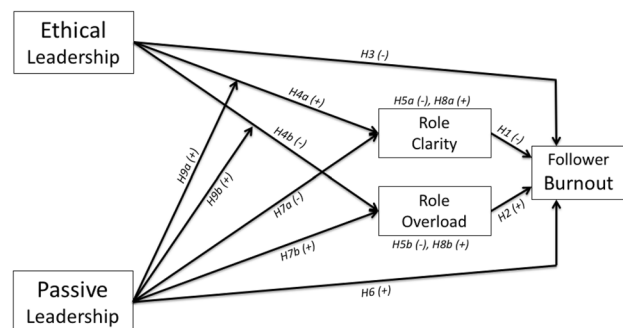 Ethical
Leadership
H3 (-)
H4a (+)
H5a (-), H8a (+)
Role
Clarity
H1 (-)
H4b (-)
H9a (+)
H9b (+)
Follower
Burnout
H7a (-)
Role
Overload
H2 (+)
H7b (+)
H5b (-), H8b (+)
Passive
Leadership
H6 (+)